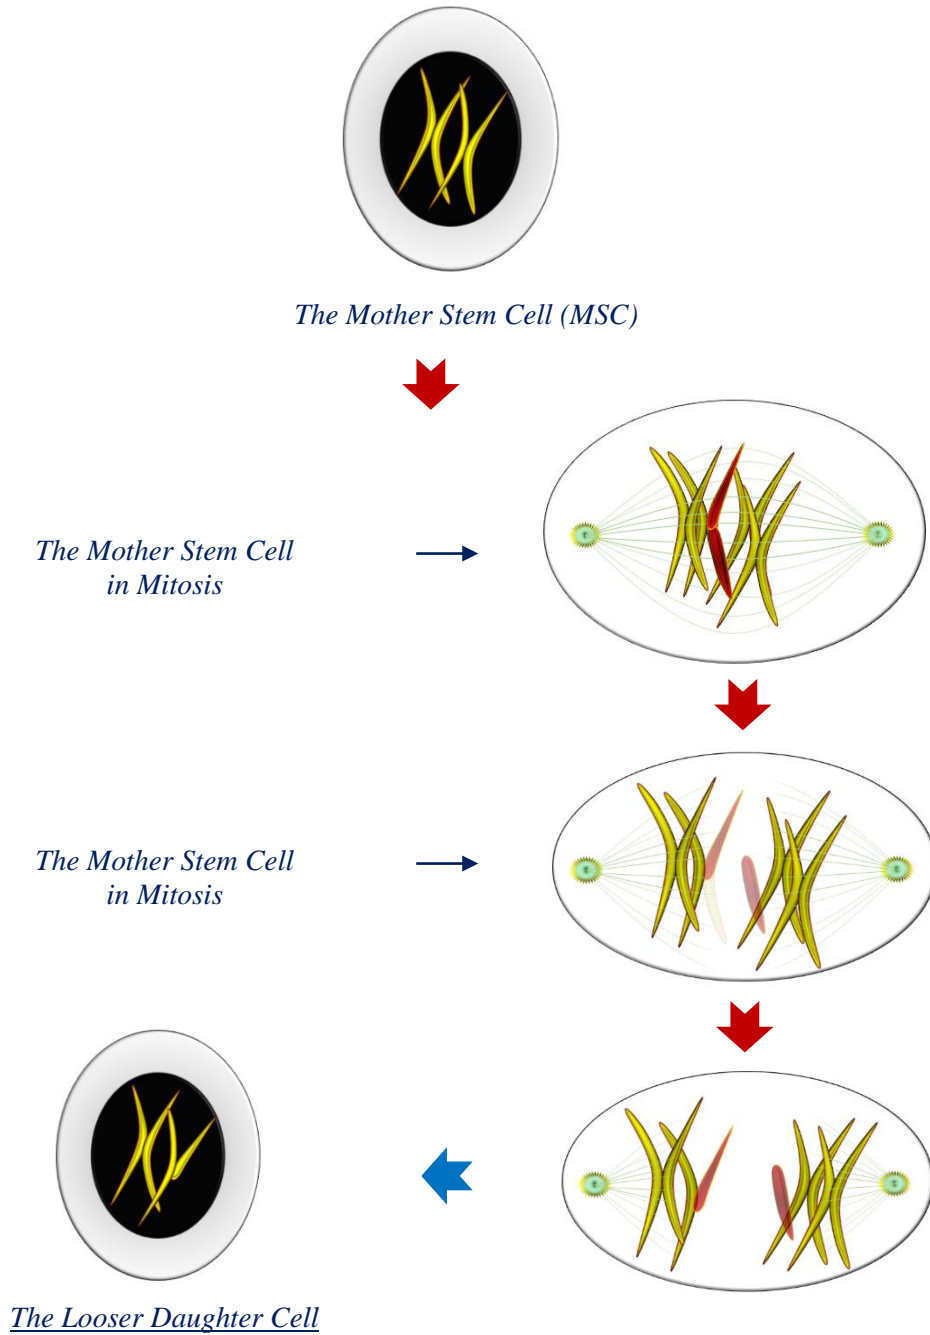 The Mother Stem Cell (MSC)
The Mother Stem Cell
in Mitosis
The Mother Stem Cell
in Mitosis
The Looser Daughter Cell